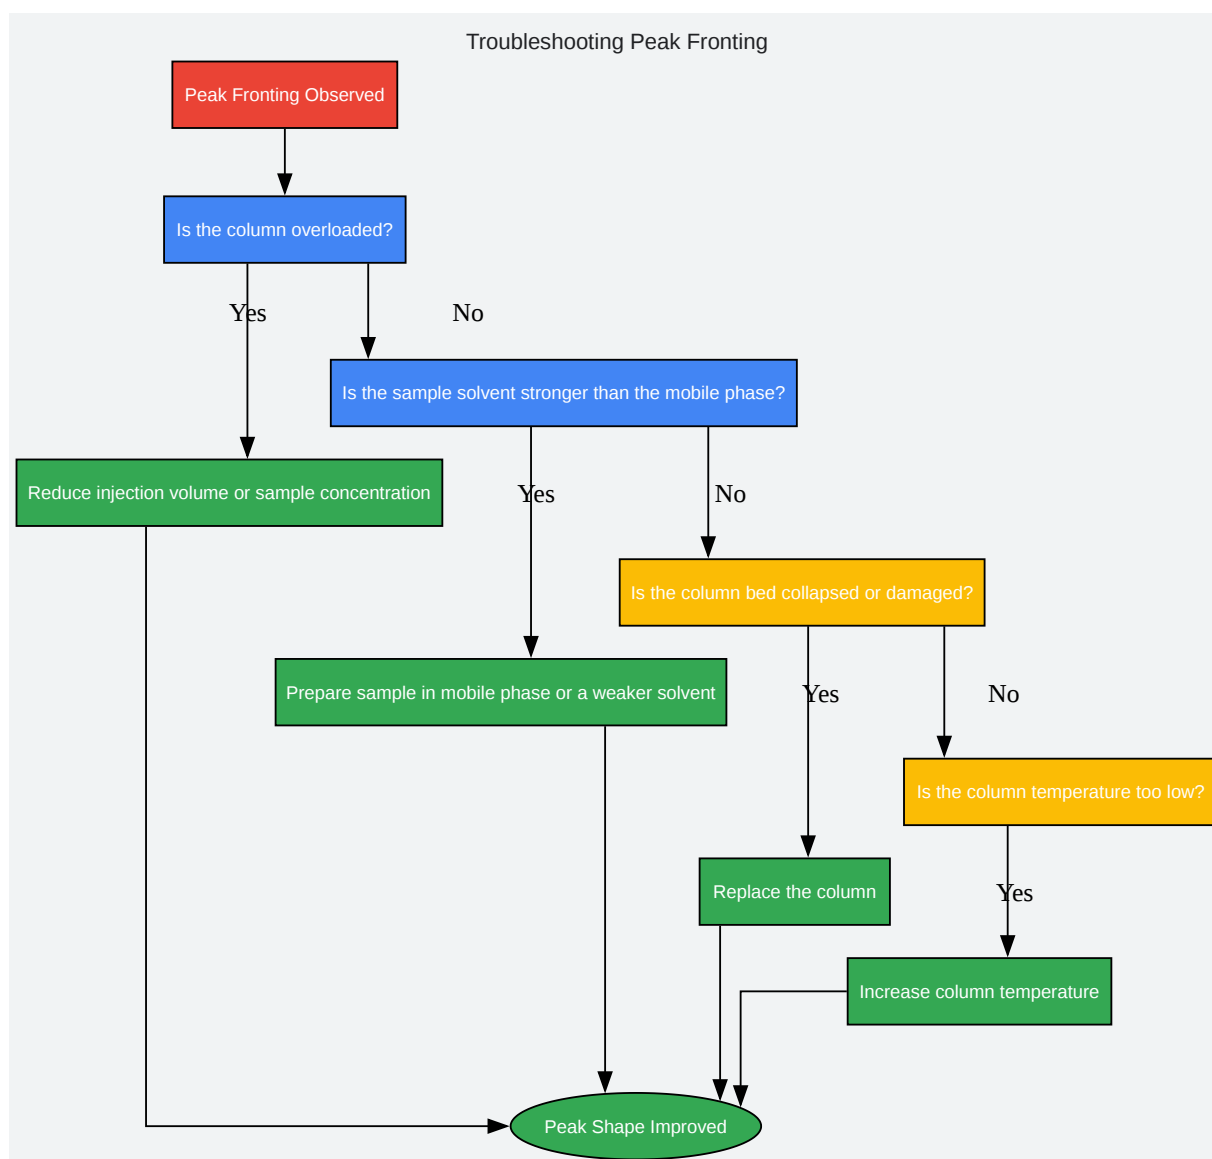 Troubleshooting Peak Fronting
Peak Fronting Observed
Is the column overloaded?
Yes
No
Is the sample solvent stronger than the mobile phase?
Reduce injection volume or sample concentration
Yes
No
Is the column bed collapsed or damaged?
Prepare sample in mobile phase or a weaker solvent
Yes
No
Is the column temperature too low?
Replace the column
Yes
Increase column temperature
Peak Shape Improved